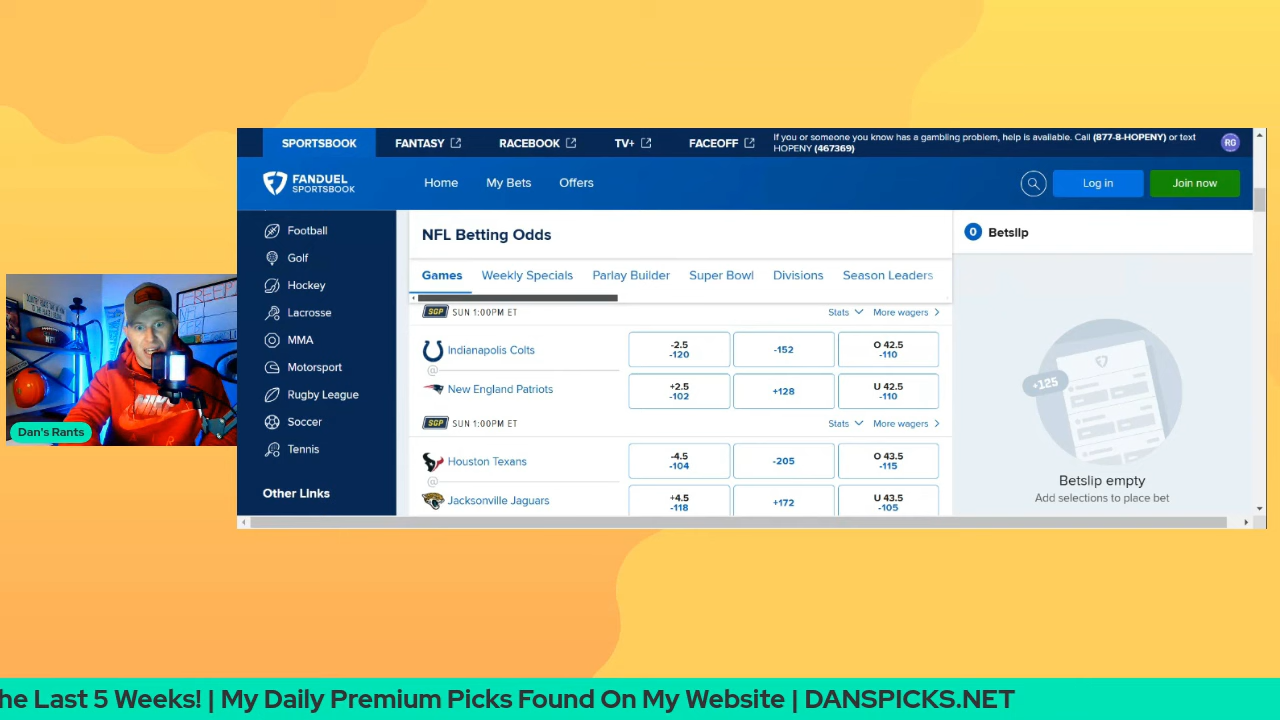 SPORTSBOOK
FANTASY
RACEBOOK
TV+
FACEOFF
If you or someone you know has a gambling problem, help is available. Call (877-8-HOPENY) or text
HOPENY (467369)
RG
FANDUEL
SPORTSBOOK
Home
My Bets
Offers
Log in
Join now
Football
Golf
Hockey
Lacrosse
MMA
Motorsport
Rugby League
Soccer
Tennis
Other Links
NFL Betting Odds
Games
Weekly Specials
Parlay Builder
Super Bowl
Divisions
Season Leaders
SGP SUN 1:00PM ET
Stats
More wagers
Indianapolis Colts
-2.5
-120
-152
O 42.5
-110
@
New England Patriots
+2.5
-102
+128
U 42.5
-110
SGP SUN 1:00PM ET
Stats
More wagers
Houston Texans
-4.5
-104
-205
O 43.5
-115
@
Jacksonville Jaguars
+4.5
-118
+172
U 43.5
-105
0 Betslip
+125
Betslip empty
Add selections to place bet
Dan's Rants
he Last 5 Weeks! | My Daily Premium Picks Found On My Website | DANSPICKS.NET